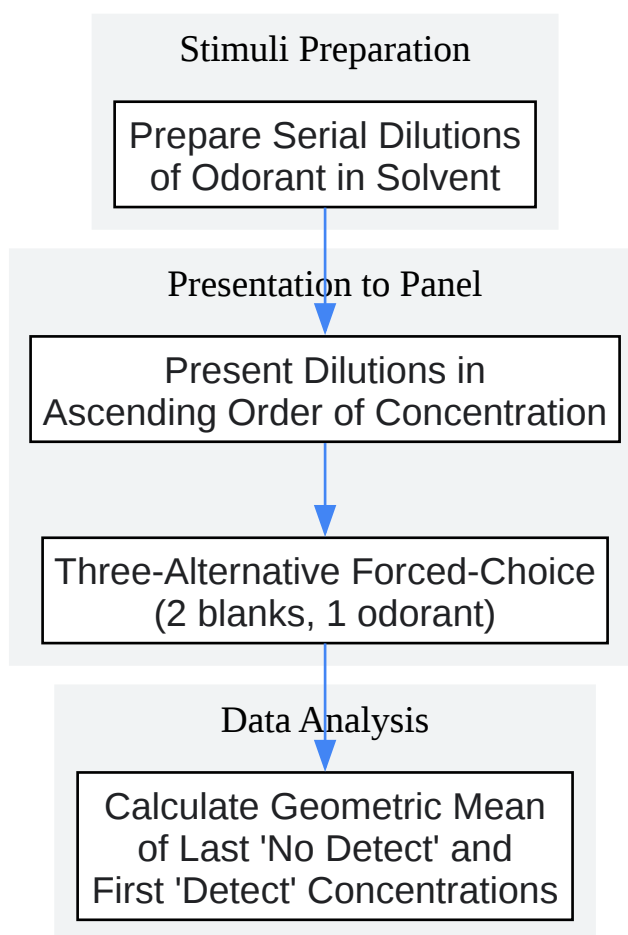 Stimuli Preparation
Prepare Serial Dilutions
of Odorant in Solvent
Presentation to Panel
Present Dilutions in
Ascending Order of Concentration
Three-Alternative Forced-Choice
(2 blanks, 1 odorant)
Data Analysis
Calculate Geometric Mean
of Last 'No Detect' and
First 'Detect' Concentrations